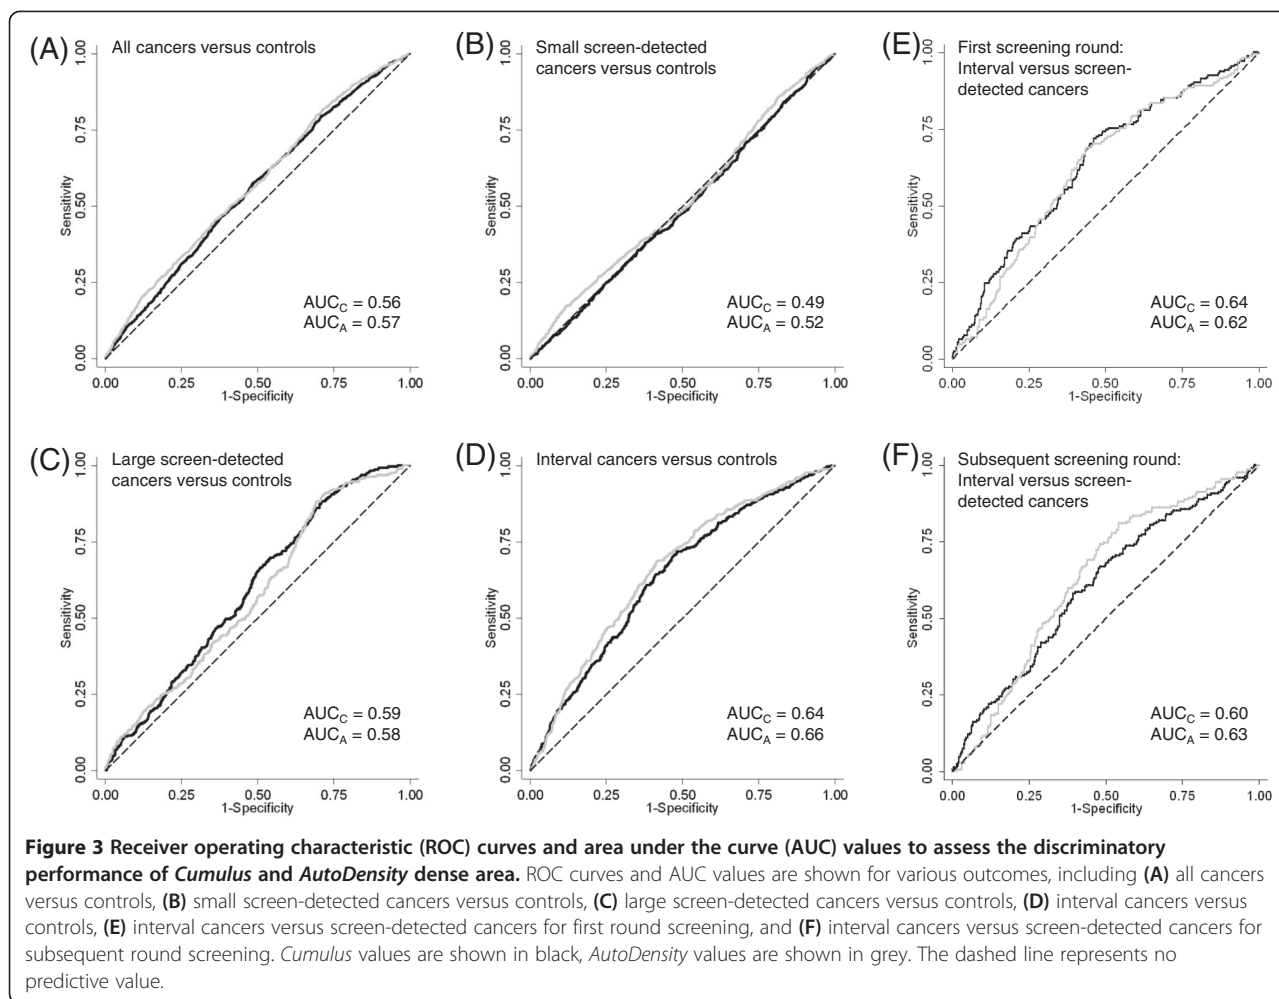 (A) All cancers versus controls
1.00
0.75
0.50
0.25
0.00
Sensitivity
AUCC = 0.56
AUCA = 0.57
0.00 0.25 0.50 0.75 1.00
1-Specificity
(B) Small screen-detected
cancers versus controls
1.00
0.75
0.50
0.25
0.00
Sensitivity
AUCC = 0.49
AUCA = 0.52
0.00 0.25 0.50 0.75 1.00
1-Specificity
(E) First screening round:
Interval versus screen-
detected cancers
1.00
0.75
0.50
0.25
0.00
Sensitivity
AUCC = 0.64
AUCA = 0.62
0.00 0.25 0.50 0.75 1.00
1-Specificity
(C) Large screen-detected
cancers versus controls
1.00
0.75
0.50
0.25
0.00
Sensitivity
AUCC = 0.59
AUCA = 0.58
0.00 0.25 0.50 0.75 1.00
1-Specificity
(D) Interval cancers versus controls
1.00
0.75
0.50
0.25
0.00
Sensitivity
AUCC = 0.64
AUCA = 0.66
0.00 0.25 0.50 0.75 1.00
1-Specificity
(F) Subsequent screening round:
Interval versus screen-
detected cancers
1.00
0.75
0.50
0.25
0.00
Sensitivity
AUCC = 0.60
AUCA = 0.63
0.00 0.25 0.50 0.75 1.00
1-Specificity
Figure 3 Receiver operating characteristic (ROC) curves and area under the curve (AUC) values to assess the discriminatory
performance of Cumulus and AutoDensity dense area. ROC curves and AUC values are shown for various outcomes, including (A) all cancers
versus controls, (B) small screen-detected cancers versus controls, (C) large screen-detected cancers versus controls, (D) interval cancers versus
controls, (E) interval cancers versus screen-detected cancers for first round screening, and (F) interval cancers versus screen-detected cancers for
subsequent round screening. Cumulus values are shown in black, AutoDensity values are shown in grey. The dashed line represents no
predictive value.